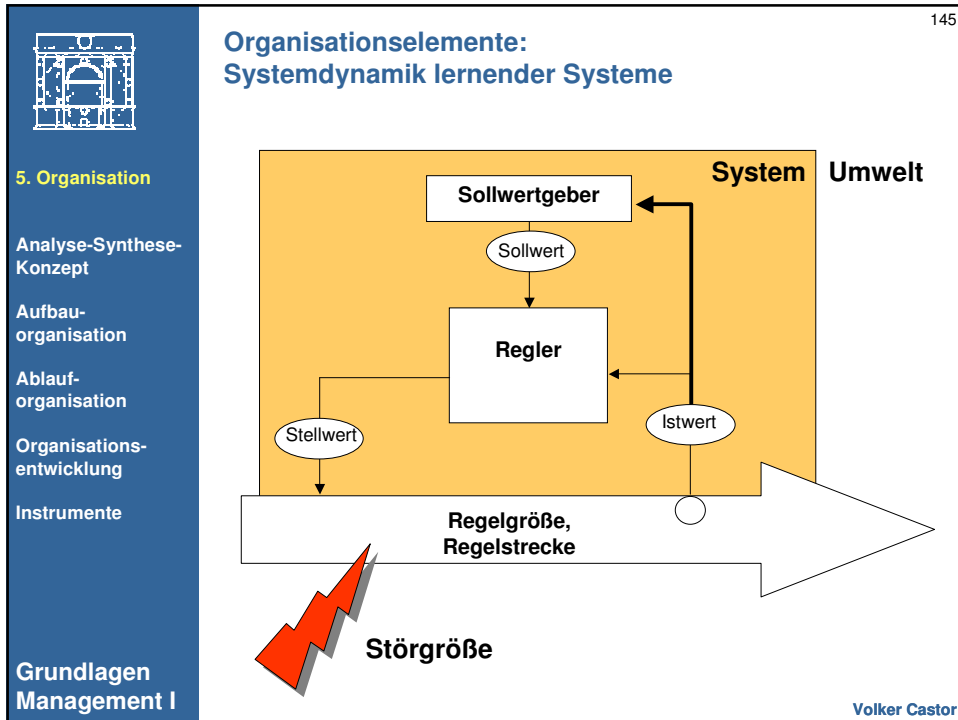 145
Organisationselemente:
Systemdynamik lernender Systeme
5. Organisation
Analyse-Synthese-
Konzept
Aufbau-
organisation
Ablauf-
organisation
Organisations-
entwicklung
Instrumente
Grundlagen
Management I
System Umwelt
Sollwertgeber
Sollwert
Regler
Stellwert
Istwert
Regelgröße,
Regelstrecke
Störgröße
Volker Castor